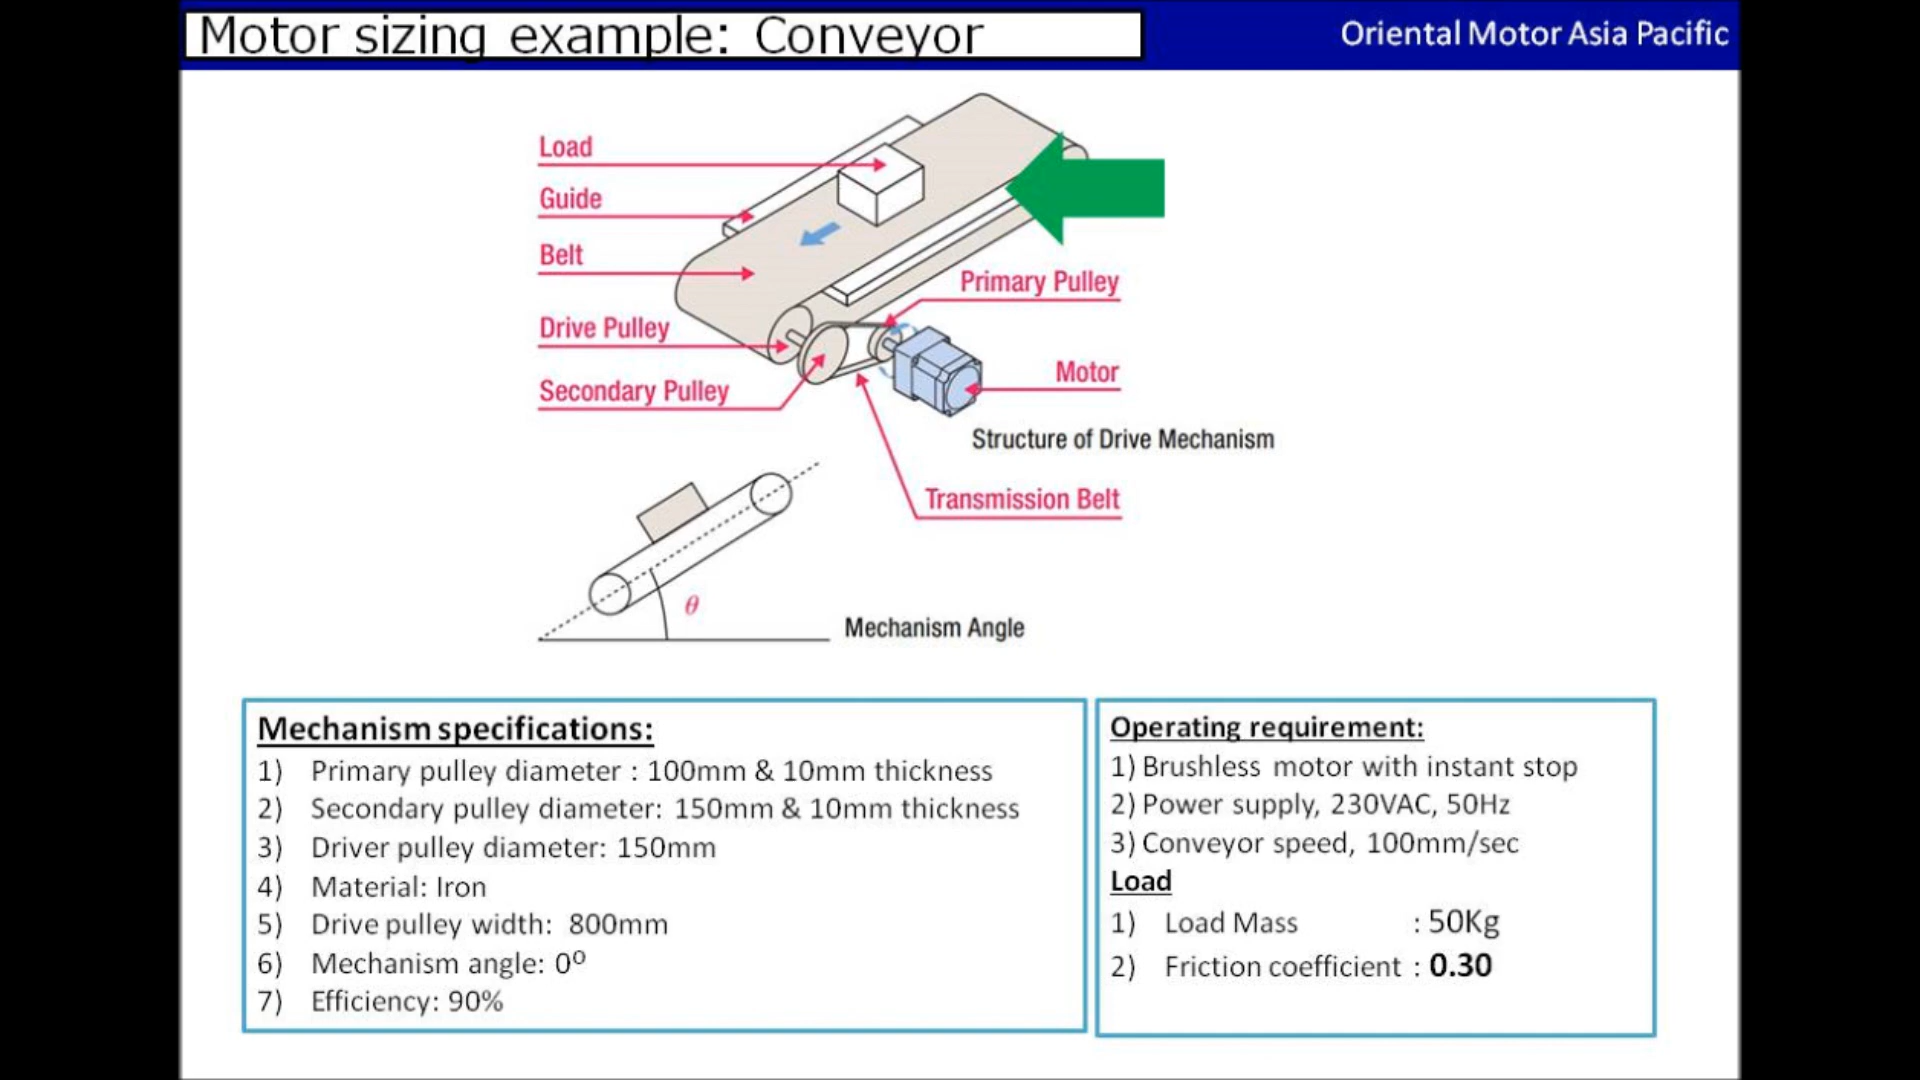 Motor sizing example: Conveyor
Oriental Motor Asia Pacific
Load
Guide
Belt
Primary Pulley
Drive Pulley
Motor
Secondary Pulley
Structure of Drive Mechanism
Transmission Belt
θ
Mechanism Angle
Mechanism specifications:
1) Primary pulley diameter : 100mm & 10mm thickness
2) Secondary pulley diameter: 150mm & 10mm thickness
3) Driver pulley diameter: 150mm
4) Material: Iron
5) Drive pulley width: 800mm
6) Mechanism angle: 0⁰
7) Efficiency: 90%
Operating requirement:
1) Brushless motor with instant stop
2) Power supply, 230VAC, 50Hz
3) Conveyor speed, 100mm/sec
Load
1) Load Mass : 50Kg
2) Friction coefficient : 0.30